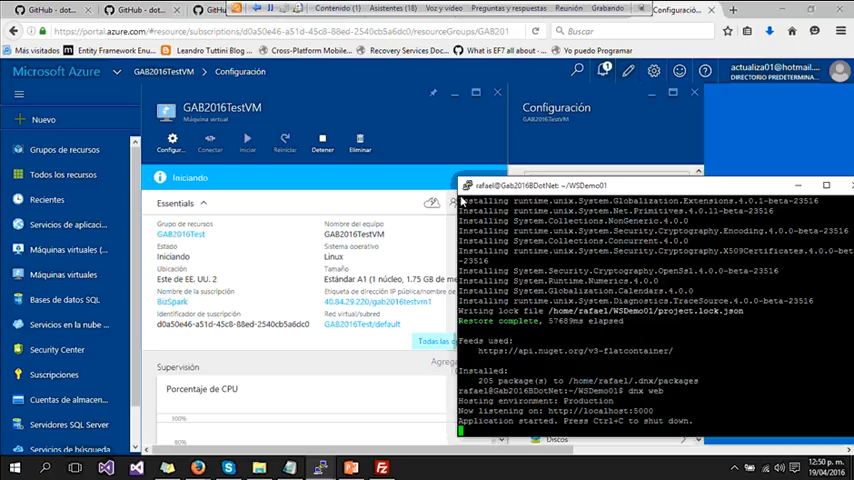 GitHub - dot...
GitHub - dot...
GitHu
Contenido (1)
Asistentes (18)
Voz y video
Preguntas y respuestas
Reunión
Grabando
Configuració...
https://portal.azure.com/#resource/subscriptions/d0a50e46-a51d-45c8-88ed-2540cb5a6cd0/resourceGroups/GAB201
Buscar
Más visitados
Entity Framework Enu...
Blog
Leandro Tuttini Blog
Cross-Platform Mobile...
Recovery Services Doc...
What is EF7 all about? -...
Yo puedo Programar
Microsoft Azure
GAB2016TestVM
Configuración
1
actualiza01@hotmail....
DIRECTORIO PREDETERMINA...
Nuevo
Grupos de recursos
Todos los recursos
Recientes
Servicios de aplicaci...
Máquinas virtuales (...
Máquinas virtuales
Bases de datos SQL
Servicios en la nube ...
Security Center
Suscripciones
Cuentas de almacen...
Servidores SQL Server
Servicios de búsqueda
GAB2016TestVM
Máquina virtual
Configur...
Conectar
Iniciar
Reiniciar
Detener
Eliminar
Iniciando
Essentials
Grupo de recursos
GAB2016Test
Estado
Iniciando
Ubicación
Este de EE. UU. 2
Nombre de la suscripción
BizSpark
Identificador de suscripción
d0a50e46-a51d-45c8-88ed-2540cb5a6cd0
Nombre del equipo
GAB2016TestVM
Sistema operativo
Linux
Tamaño
Estándar A1 (1 núcleo, 1.75 GB de me
Etiqueta de dirección IP pública/nombre d
40.84.29.220/gab2016testvm1
Red virtual/subred
GAB2016Test/default
Todas las c
Agrega
Supervisión
Porcentaje de CPU
100%
80%
Configuración
GAB2016TestVM
Discos
rafael@Gab2016BDotNet: ~/WSDemo01
Installing runtime.unix.System.Globalization.Extensions.4.0.1-beta-23516
Installing runtime.unix.System.Net.Primitives.4.0.11-beta-23516
Installing System.Collections.NonGeneric.4.0.0
Installing runtime.unix.System.Security.Cryptography.Encoding.4.0.0-beta-23516
Installing System.Collections.Concurrent.4.0.0
Installing runtime.unix.System.Security.Cryptography.X509Certificates.4.0.0-beta
-23516
Installing System.Security.Cryptography.OpenSsl.4.0.0-beta-23516
Installing System.Runtime.Numerics.4.0.0
Installing System.Globalization.Calendars.4.0.0
Installing runtime.unix.System.Diagnostics.TraceSource.4.0.0-beta-23516
Writing lock file /home/rafael/WSDemo01/project.lock.json
Restore complete, 57689ms elapsed
Feeds used:
https://api.nuget.org/v3-flatcontainer/
Installed:
205 package(s) to /home/rafael/.dnx/packages
rafael@Gab2016BDotNet:~/WSDemo01$ dnx web
Hosting environment: Production
Now listening on: http://localhost:5000
Application started. Press Ctrl+C to shut down.
12:50 p. m.
19/04/2016